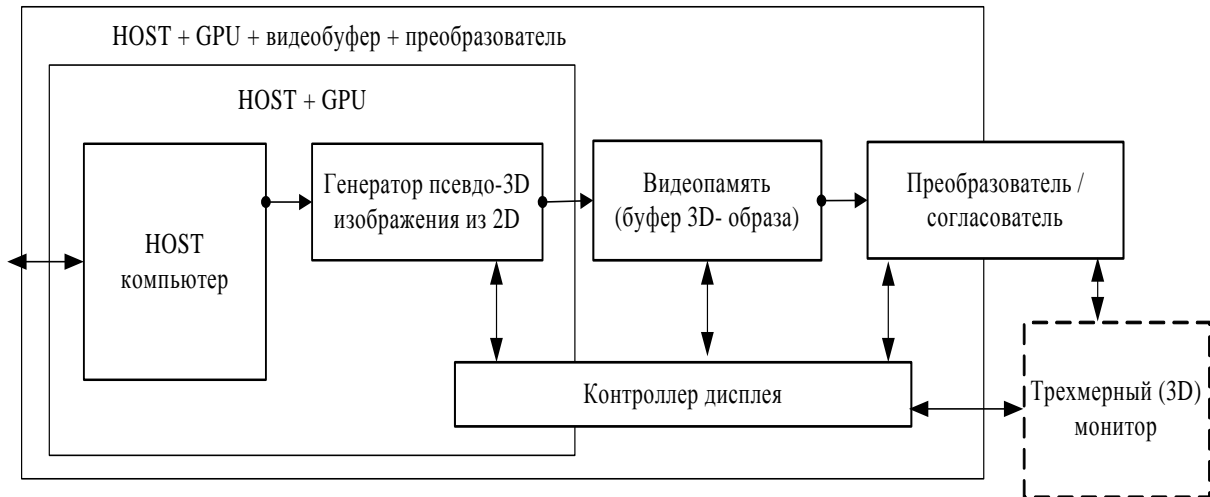 HOST + GPU + видеобуфер + преобразователь
HOST + GPU
HOST
компьютер
Генератор псевдо-3D
изображения из 2D
Видеопамять
(буфер 3D- образа)
Преобразователь /
согласователь
Контроллер дисплея
Трехмерный (3D)
монитор